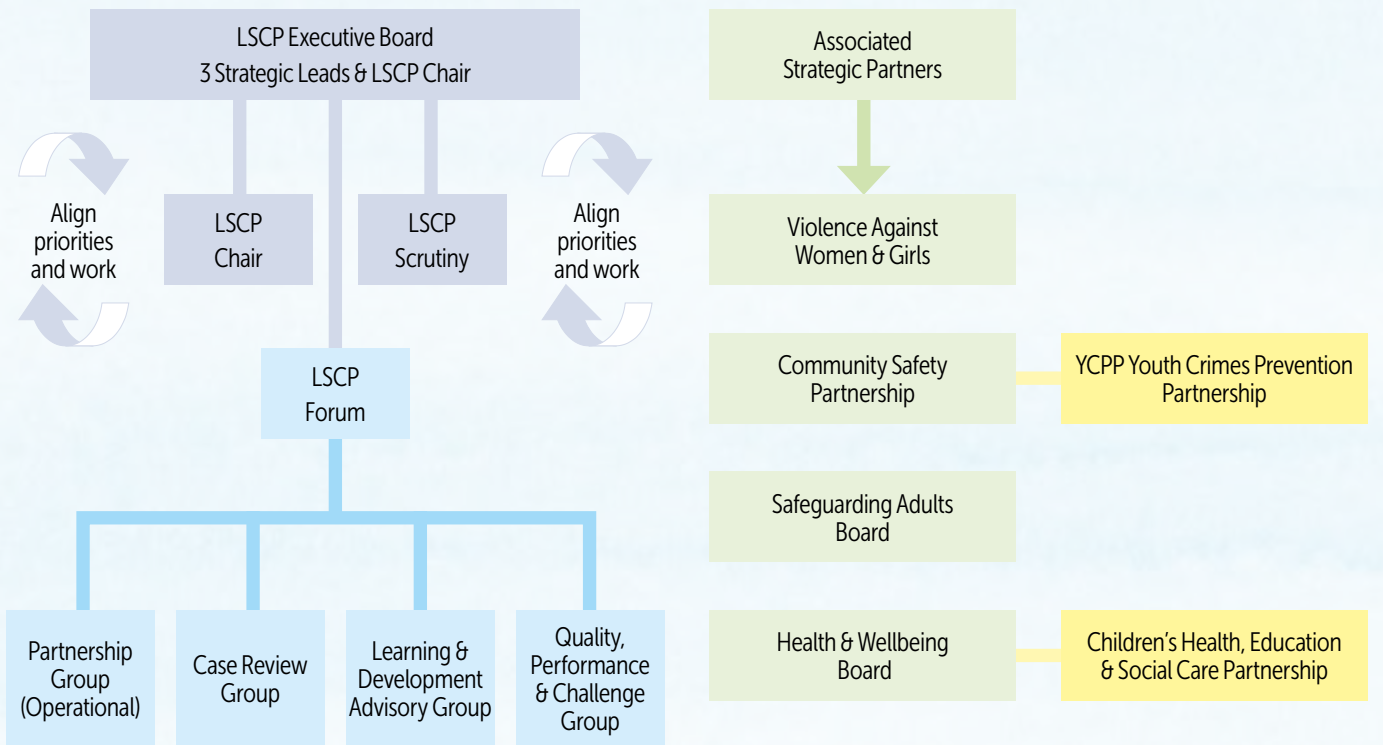 LSCP Executive Board
3 Strategic Leads & LSCP Chair
Align
priorities
and work
LSCP
Chair
LSCP
Scrutiny
Align
priorities
and work
LSCP
Forum
Partnership
Group
(Operational)
Case Review
Group
Learning &
Development
Advisory Group
Quality,
Performance
& Challenge
Group
Associated
Strategic Partners
Violence Against
Women & Girls
Community Safety
Partnership
YCPP Youth Crimes Prevention
Partnership
Safeguarding Adults
Board
Health & Wellbeing
Board
Children’s Health, Education
& Social Care Partnership